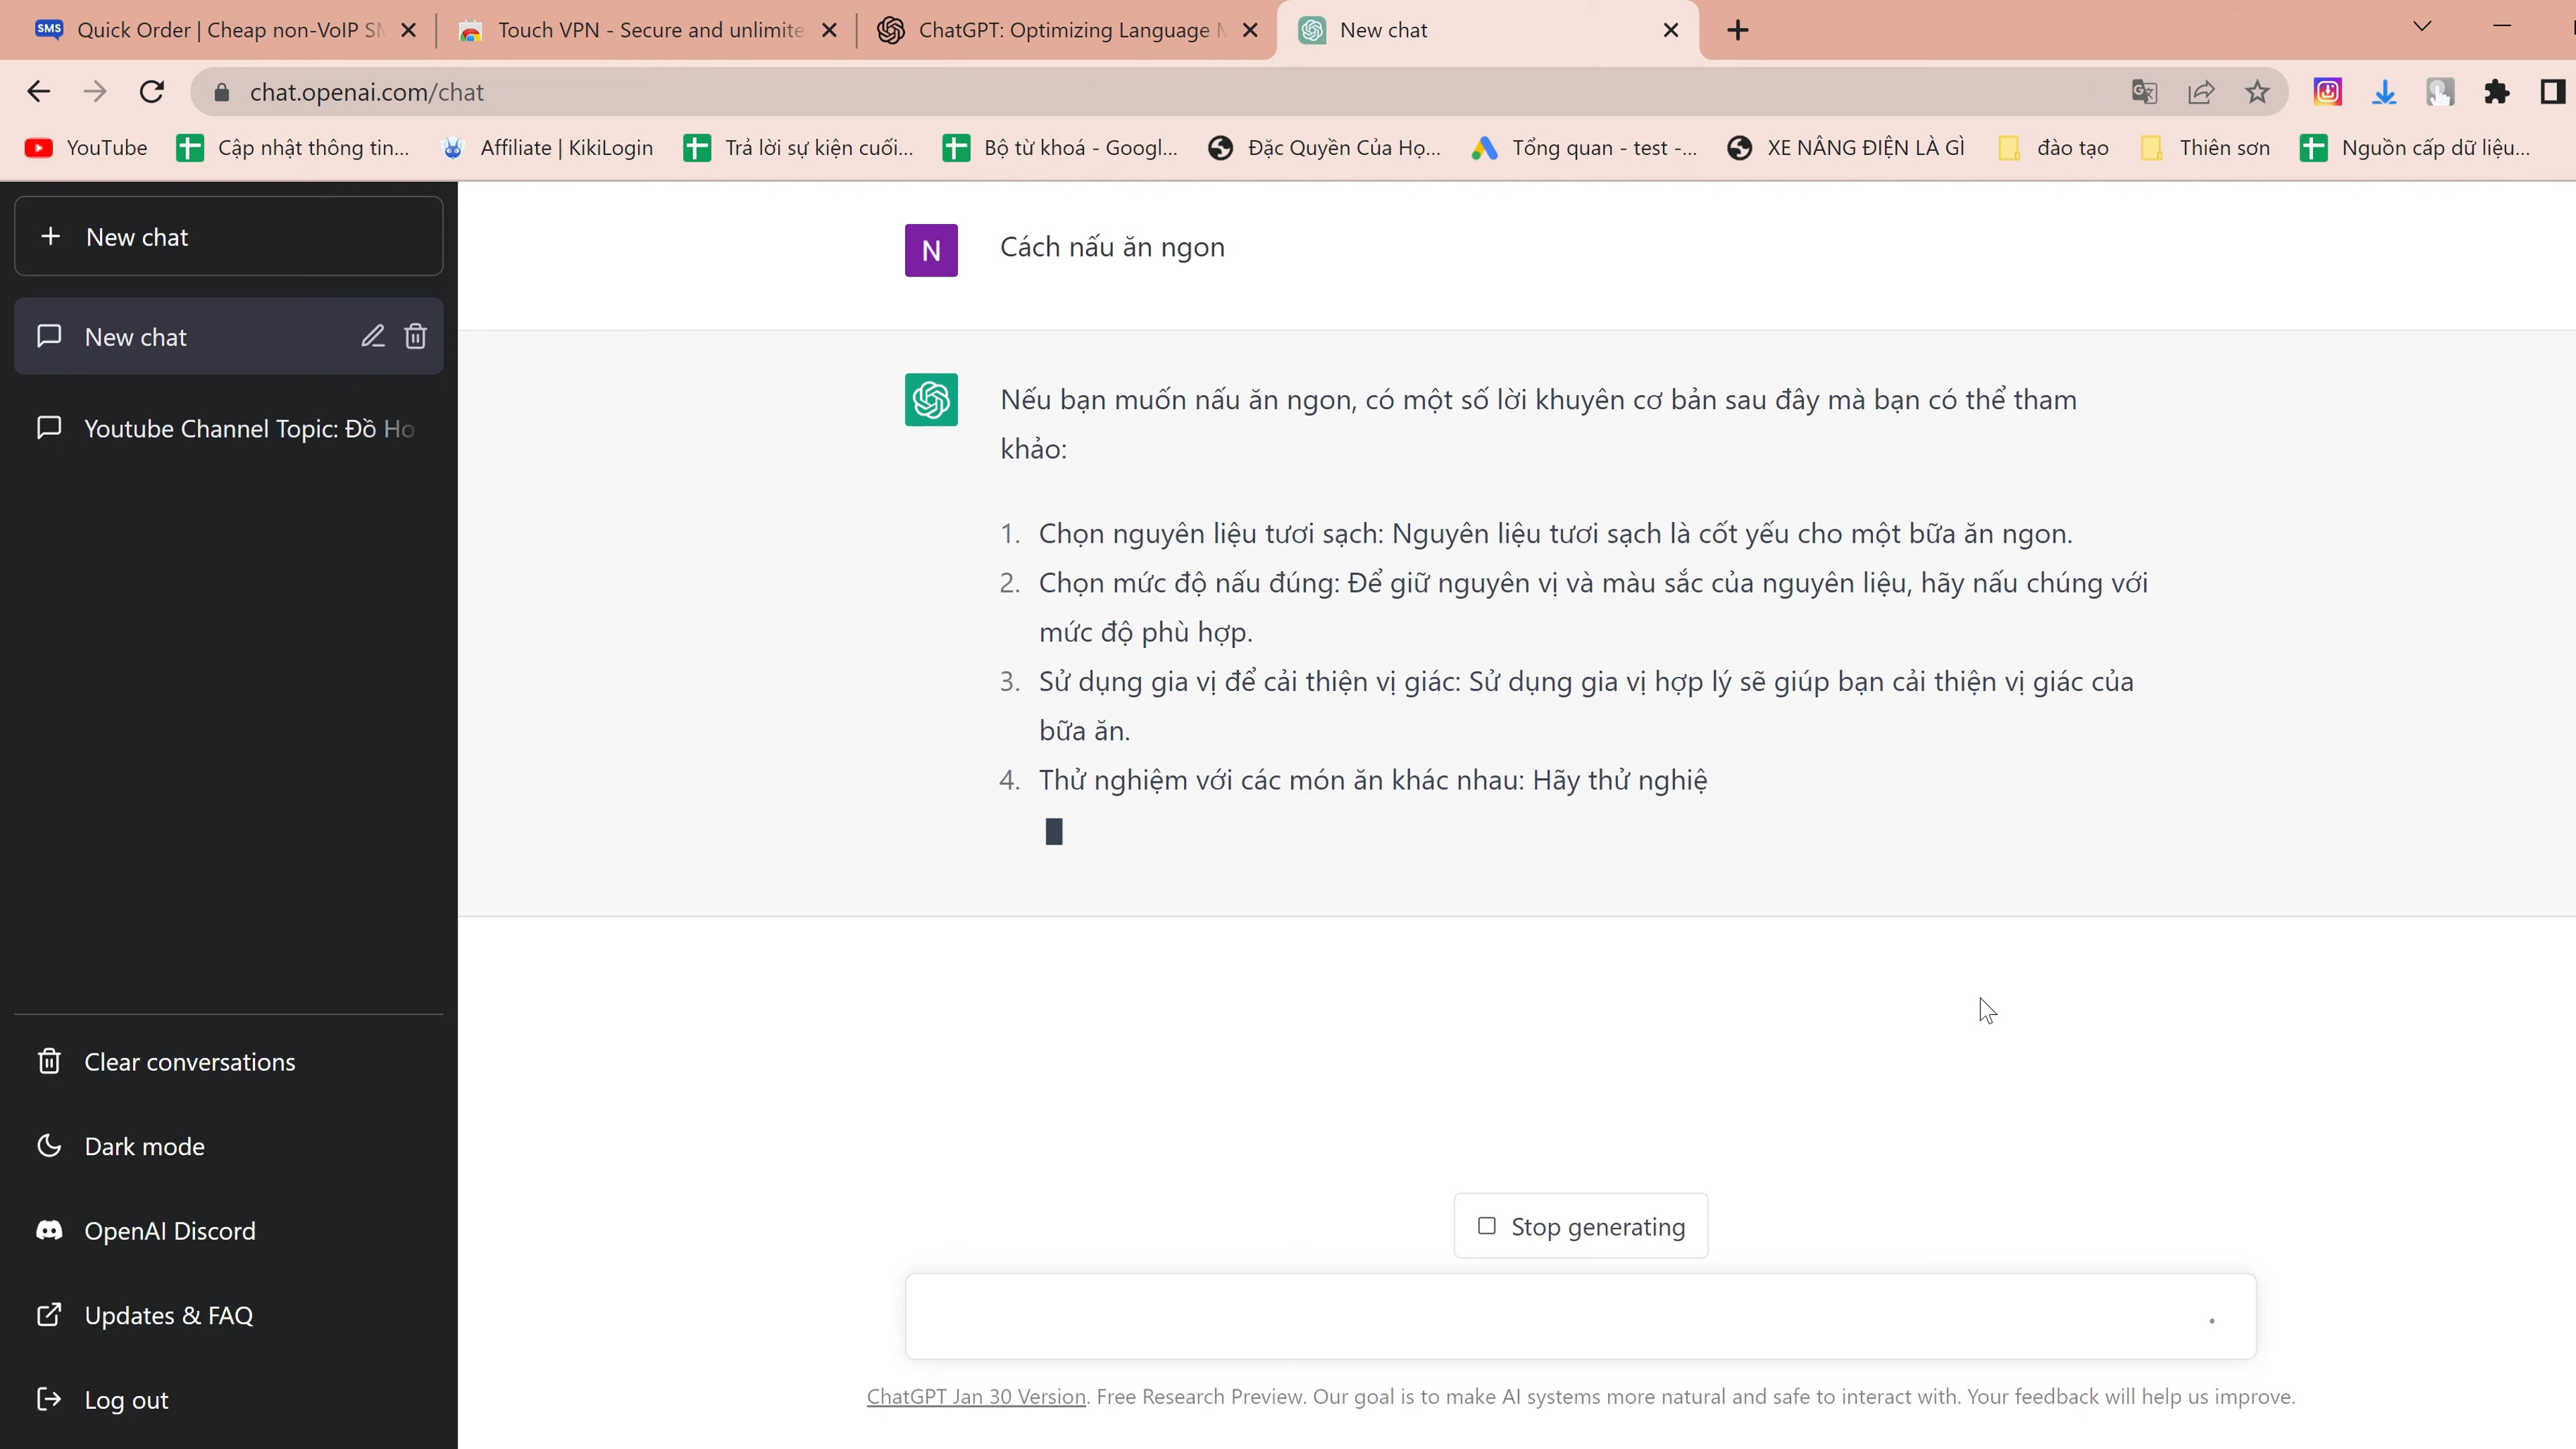 SMS Quick Order | Cheap non-VoIP SM
Touch VPN - Secure and unlimite
ChatGPT: Optimizing Language M
New chat
chat.openai.com/chat
YouTube
Cập nhật thông tin...
Affiliate | KikiLogin
Trả lời sự kiện cuối...
Bộ từ khoá - Googl...
Đặc Quyền Của Họ...
Tổng quan - test -...
XE NÂNG ĐIỆN LÀ GÌ
đào tạo
Thiên sơn
Nguồn cấp dữ liệu...
New chat
New chat
Youtube Channel Topic: Đồ Ho
Clear conversations
Dark mode
OpenAI Discord
Updates & FAQ
Log out
N
Cách nấu ăn ngon
Nếu bạn muốn nấu ăn ngon, có một số lời khuyên cơ bản sau đây mà bạn có thể tham
khảo:
1. Chọn nguyên liệu tươi sạch: Nguyên liệu tươi sạch là cốt yếu cho một bữa ăn ngon.
2. Chọn mức độ nấu đúng: Để giữ nguyên vị và màu sắc của nguyên liệu, hãy nấu chúng với
mức độ phù hợp.
3. Sử dụng gia vị để cải thiện vị giác: Sử dụng gia vị hợp lý sẽ giúp bạn cải thiện vị giác của
bữa ăn.
4. Thử nghiệm với các món ăn khác nhau: Hãy thử nghiệ
Stop generating
ChatGPT Jan 30 Version. Free Research Preview. Our goal is to make AI systems more natural and safe to interact with. Your feedback will help us improve.